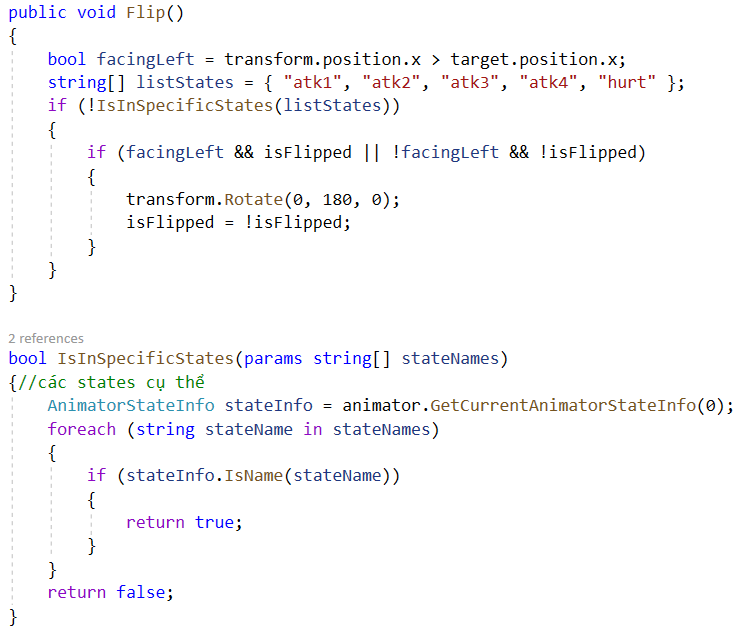 public void Flip()
{
    bool facingLeft = transform.position.x > target.position.x;
    string[] listStates = { "atk1", "atk2", "atk3", "atk4", "hurt" };
    if (!IsInSpecificStates(listStates))
    {
        if (facingLeft && isFlipped || !facingLeft && !isFlipped)
        {
            transform.Rotate(0, 180, 0);
            isFlipped = !isFlipped;
        }
    }
}
2 references
bool IsInSpecificStates(params string[] stateNames)
{//các states cụ thể
    AnimatorStateInfo stateInfo = animator.GetCurrentAnimatorStateInfo(0);
    foreach (string stateName in stateNames)
    {
        if (stateInfo.IsName(stateName))
        {
            return true;
        }
    }
    return false;
}